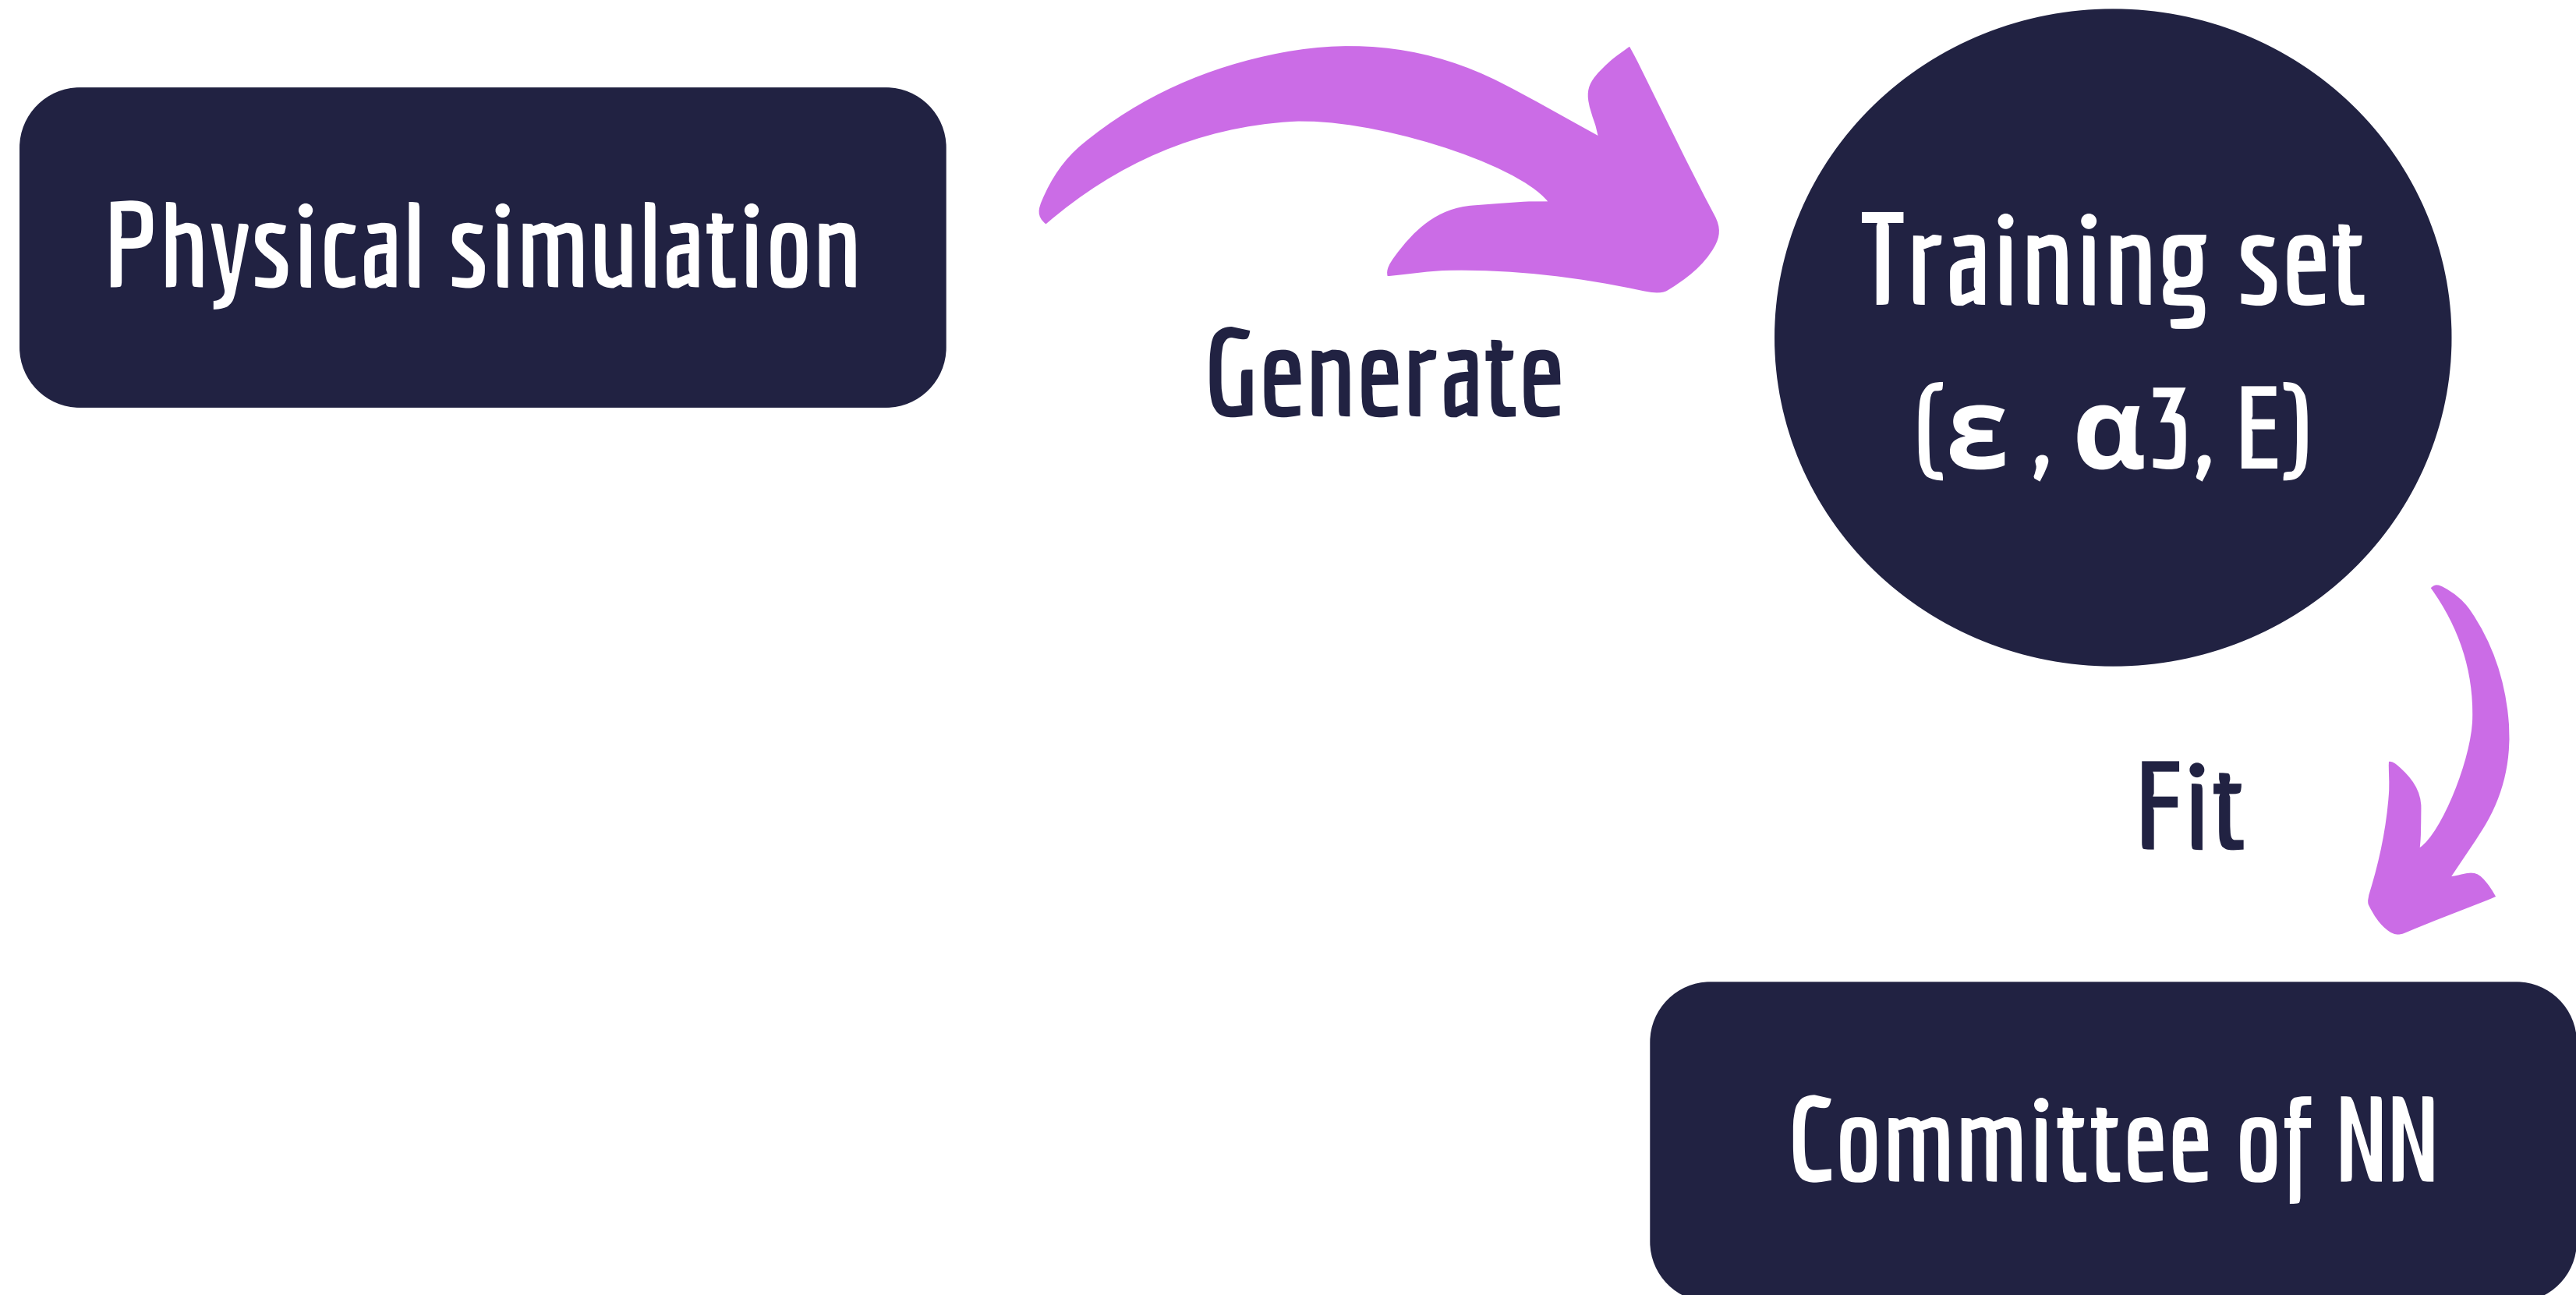 Physical simulation
Generate
Training set
(ε , α3, E)
Fit
Committee of NN